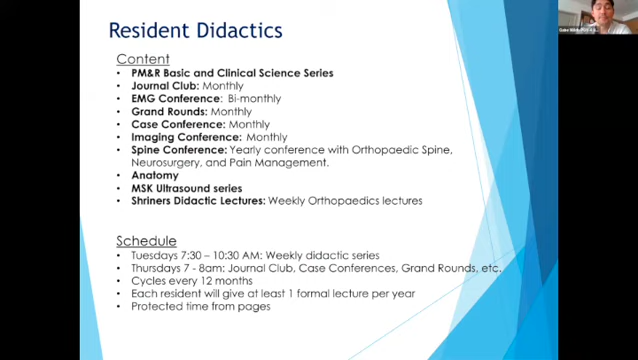 Resident Didactics
Content
• PM&R Basic and Clinical Science Series
• Journal Club: Monthly
• EMG Conference: Bi-monthly
• Grand Rounds: Monthly
• Case Conference: Monthly
• Imaging Conference: Monthly
• Spine Conference: Yearly conference with Orthopaedic Spine,
Neurosurgery, and Pain Management.
• Anatomy
• MSK Ultrasound series
• Shriners Didactic Lectures: Weekly Orthopaedics lectures
Schedule
• Tuesdays 7:30 – 10:30 AM: Weekly didactic series
• Thursdays 7 - 8am: Journal Club, Case Conferences, Grand Rounds, etc.
• Cycles every 12 months
• Each resident will give at least 1 formal lecture per year
• Protected time from pages